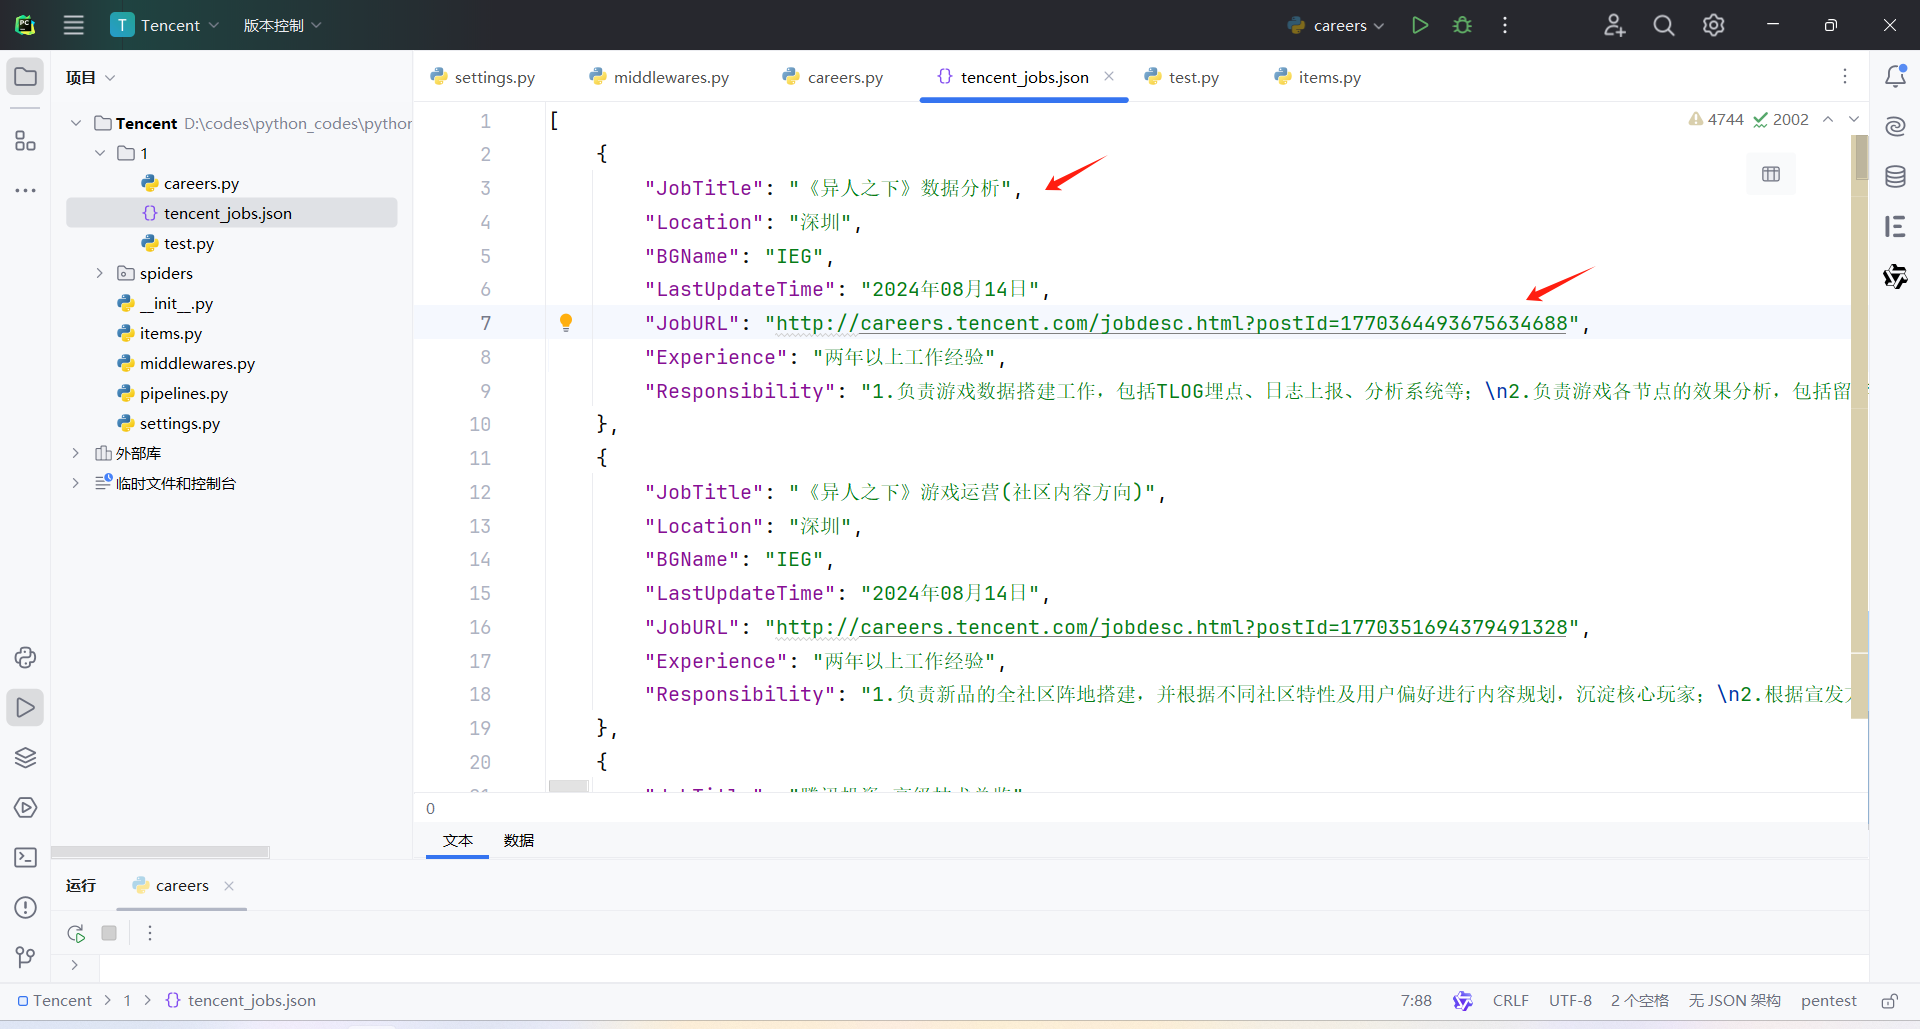 T Tencent 版本控制 careers
项目
settings.py middlewares.py careers.py {} tencent_jobs.json test.py items.py
Tencent D:\codes\python_codes\python
1
careers.py
{} tencent_jobs.json
test.py
spiders
__init__.py
items.py
middlewares.py
pipelines.py
settings.py
外部库
临时文件和控制台
4744 2002
1 [
2 {
3 "JobTitle": "《异人之下》数据分析",
4 "Location": "深圳",
5 "BGName": "IEG",
6 "LastUpdateTime": "2024年08月14日",
7 "JobURL": "http://careers.tencent.com/jobdesc.html?postId=1770364493675634688",
8 "Experience": "两年以上工作经验",
9 "Responsibility": "1.负责游戏数据搭建工作，包括TLOG埋点、日志上报、分析系统等；\n2.负责游戏各节点的效果分析，包括留
10 },
11 {
12 "JobTitle": "《异人之下》游戏运营(社区内容方向)",
13 "Location": "深圳",
14 "BGName": "IEG",
15 "LastUpdateTime": "2024年08月14日",
16 "JobURL": "http://careers.tencent.com/jobdesc.html?postId=1770351694379491328",
17 "Experience": "两年以上工作经验",
18 "Responsibility": "1.负责新品的全社区阵地搭建，并根据不同社区特性及用户偏好进行内容规划，沉淀核心玩家；\n2.根据宣发
19 },
20 {
0
文本 数据
运行 careers
Tencent > 1 > {} tencent_jobs.json 7:88 CRLF UTF-8 2 个空格 无 JSON 架构 pentest